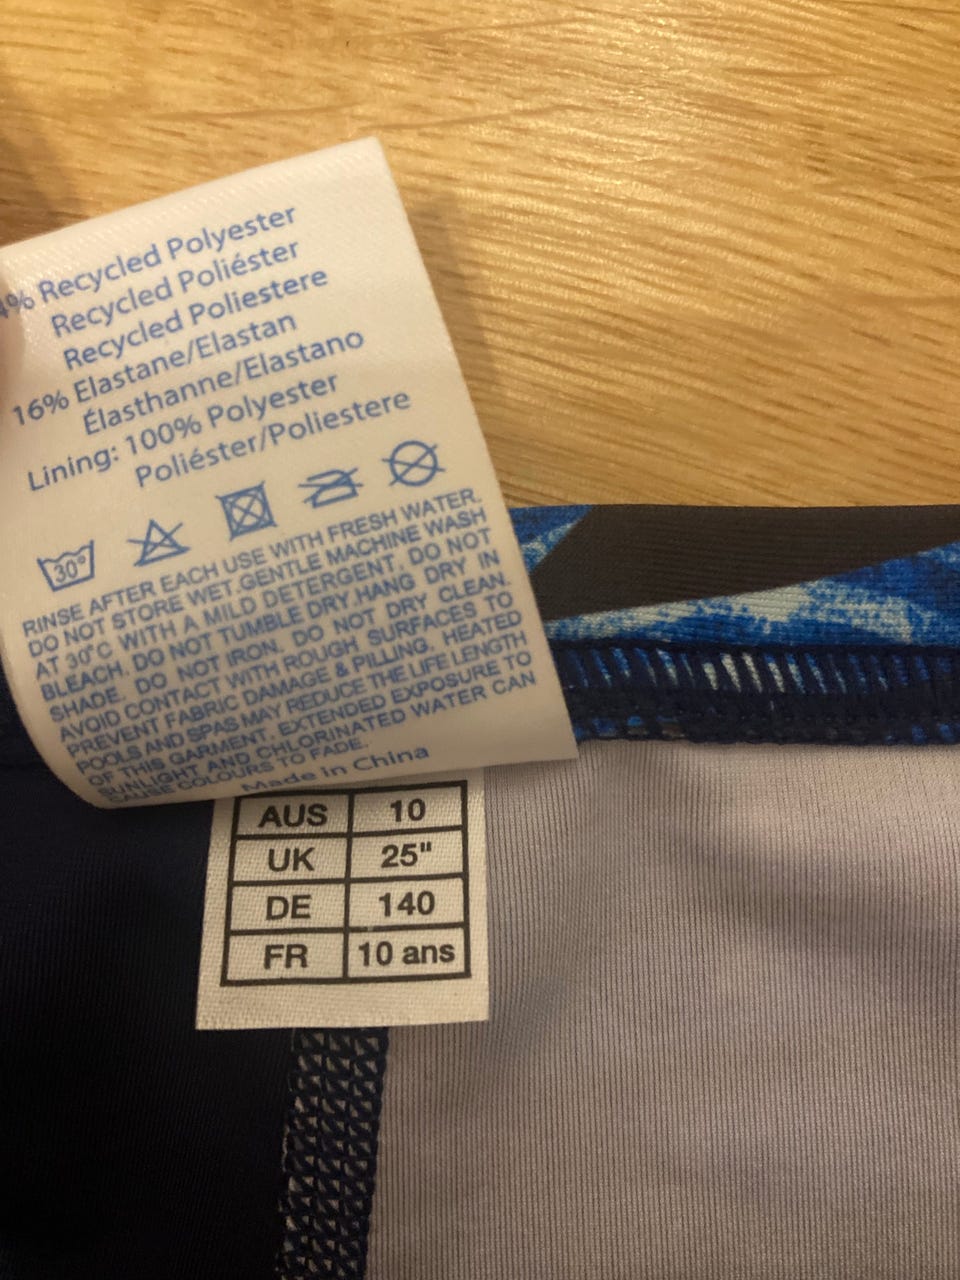 4% Recycled Polyester
Recycled Poliéster
Recycled Poliestere
16% Elastane/Elastan
Élasthanne/Elastano
Lining: 100% Polyester
Poliéster/Poliestere
30°
RINSE AFTER EACH USE WITH FRESH WATER.
DO NOT STORE WET.GENTLE MACHINE WASH
AT 30°C WITH A MILD DETERGENT, DO NOT
BLEACH. DO NOT TUMBLE DRY.HANG DRY IN
SHADE. DO NOT IRON. DO NOT DRY CLEAN.
AVOID CONTACT WITH ROUGH SURFACES TO
PREVENT FABRIC DAMAGE & PILLING. HEATED
POOLS AND SPAS MAY REDUCE THE LIFE LENGTH
OF THIS GARMENT. EXTENDED EXPOSURE TO
SUNLIGHT AND CHLORINATED WATER CAN
CAUSE COLOURS TO FADE.
Made in China
AUS 10
UK 25"
DE 140
FR 10 ans